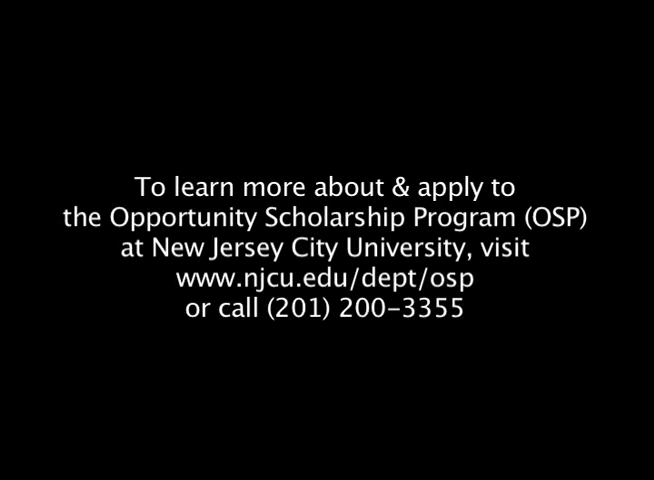 To learn more about & apply to
the Opportunity Scholarship Program (OSP)
at New Jersey City University, visit
www.njcu.edu/dept/osp
or call (201) 200-3355